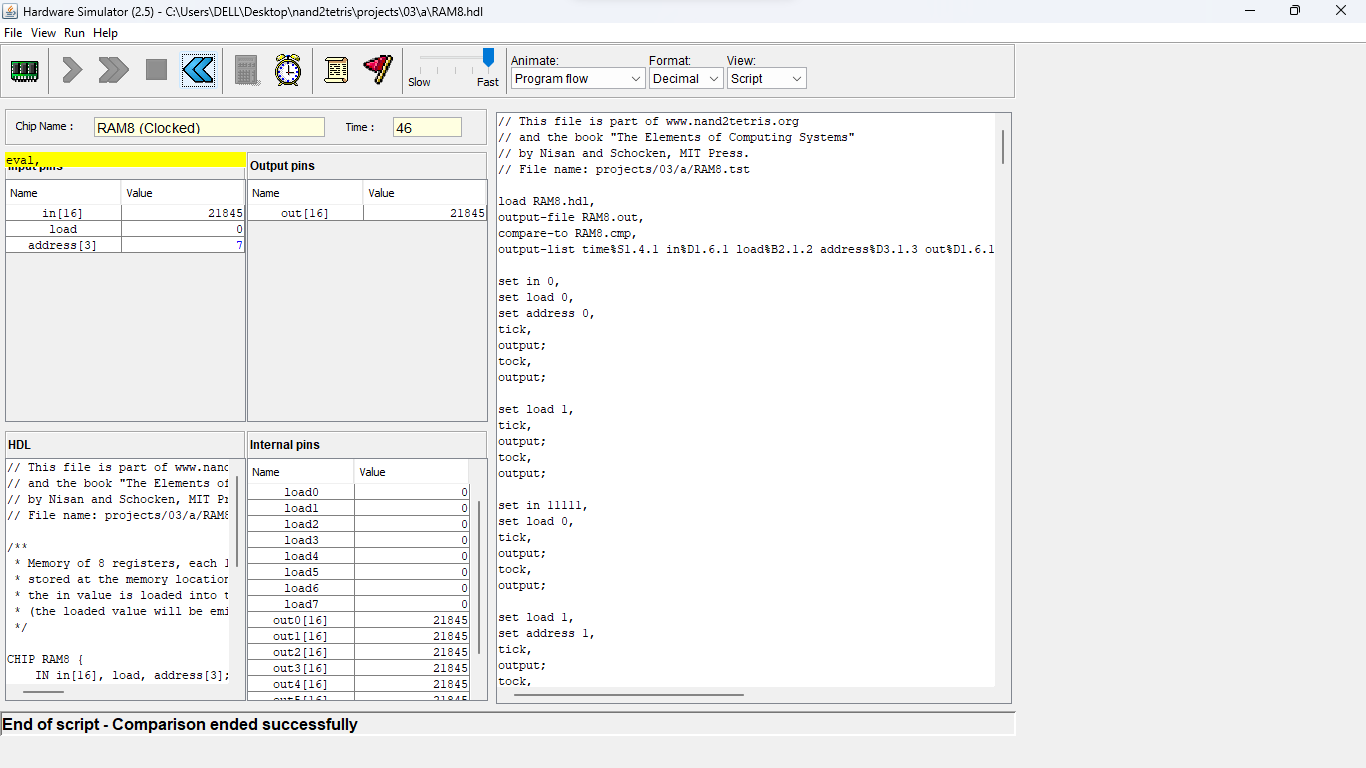 Hardware Simulator (2.5) - C:\Users\DELL\Desktop\nand2tetris\projects\03\a\RAM8.hdl
File View Run Help
Slow Fast
Animate: Format: View:
Program flow Decimal Script
Chip Name : RAM8 (Clocked) Time : 46
eval,
Input pins
Name Value
in[16] 21845
load 0
address[3] 7
Output pins
Name Value
out[16] 21845
HDL
// This file is part of www.nand
// and the book "The Elements of
// by Nisan and Schocken, MIT Pr
// File name: projects/03/a/RAM8
/**
* Memory of 8 registers, each 1
* stored at the memory location
* the in value is loaded into t
* (the loaded value will be emi
*/
CHIP RAM8 {
IN in[16], load, address[3];
Internal pins
Name Value
load0 0
load1 0
load2 0
load3 0
load4 0
load5 0
load6 0
load7 0
out0[16] 21845
out1[16] 21845
out2[16] 21845
out3[16] 21845
out4[16] 21845
out5[16] 21845
// This file is part of www.nand2tetris.org
// and the book "The Elements of Computing Systems"
// by Nisan and Schocken, MIT Press.
// File name: projects/03/a/RAM8.tst
load RAM8.hdl,
output-file RAM8.out,
compare-to RAM8.cmp,
output-list time%S1.4.1 in%D1.6.1 load%B2.1.2 address%D3.1.3 out%D1.6.1
set in 0,
set load 0,
set address 0,
tick,
output;
tock,
output;
set load 1,
tick,
output;
tock,
output;
set in 11111,
set load 0,
tick,
output;
tock,
output;
set load 1,
set address 1,
tick,
output;
tock,
End of script - Comparison ended successfully